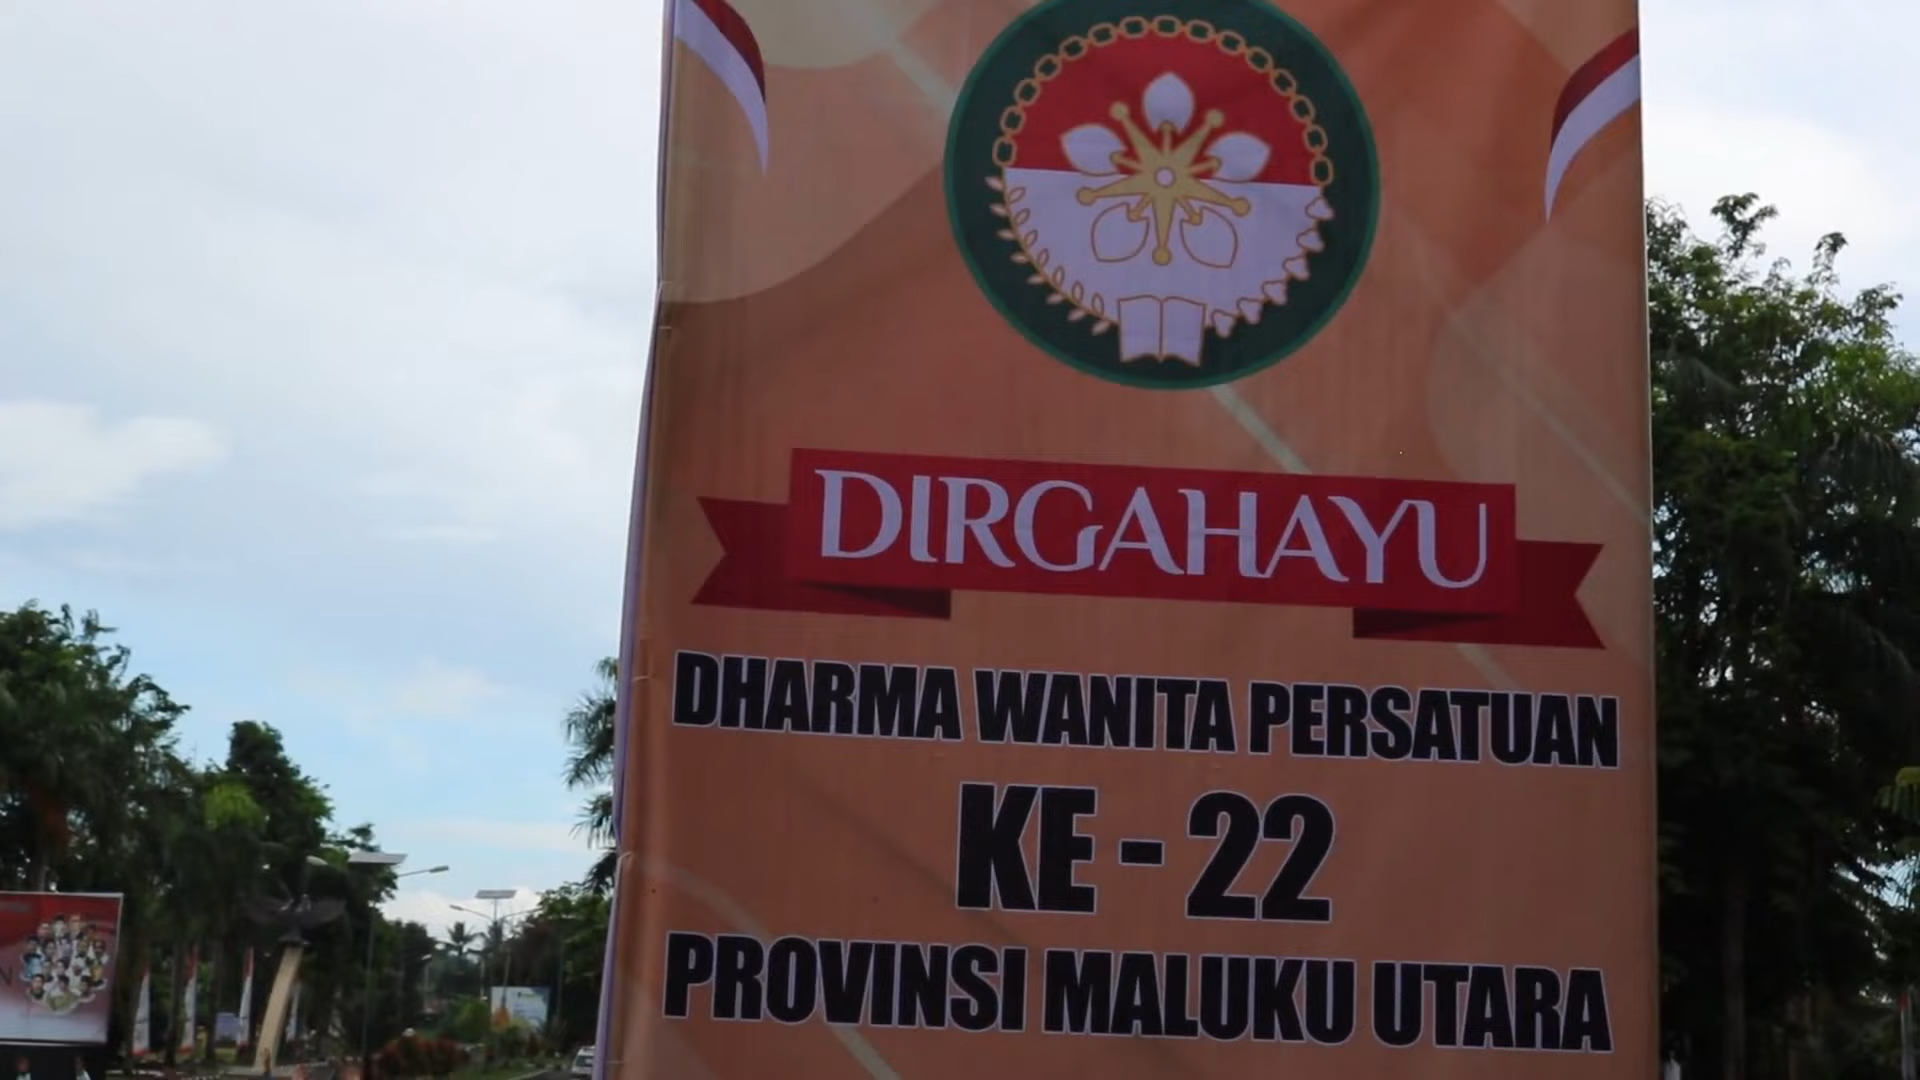 DIRGAHAYU
DHARMA WANITA PERSATUAN
KE - 22
PROVINSI MALUKU UTARA